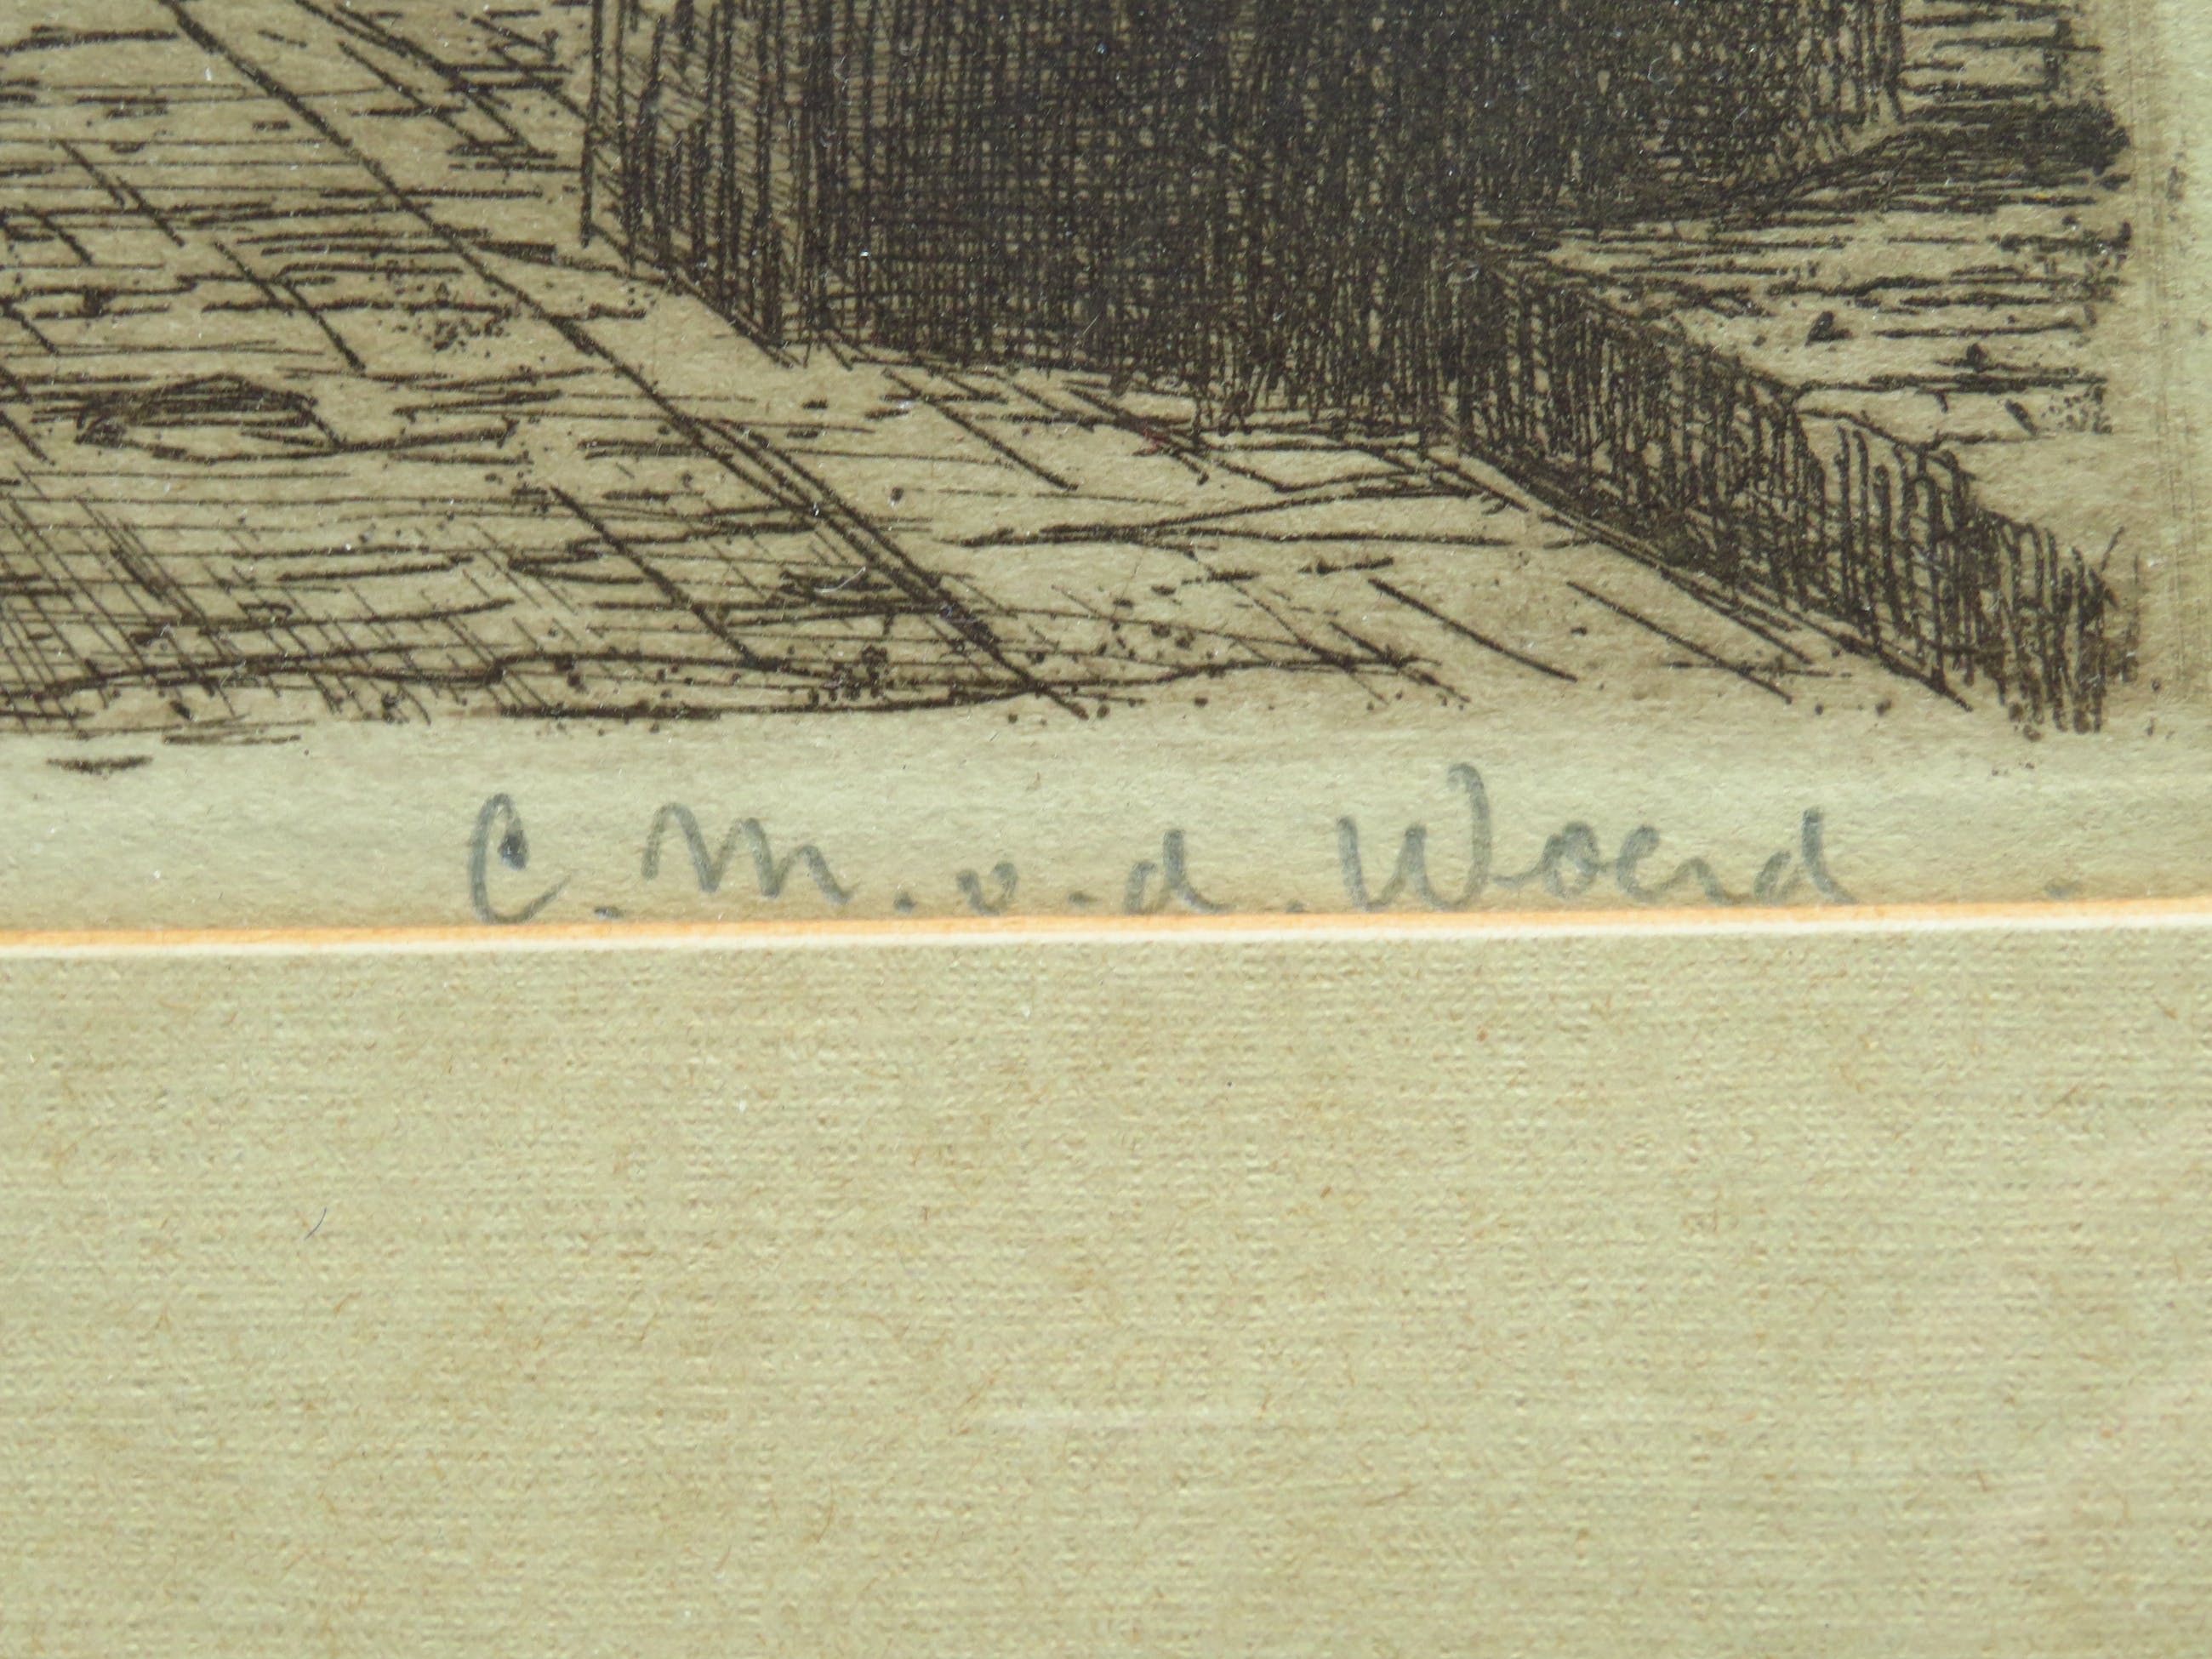 C. M. v. d. Woerd